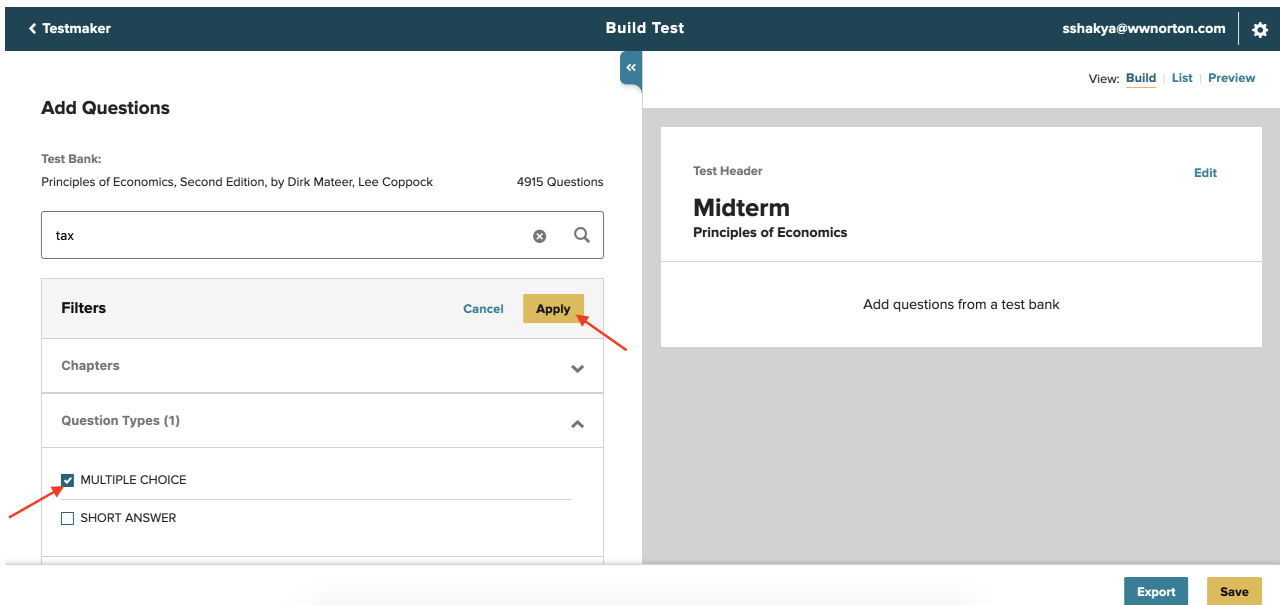 Testmaker
Build Test
sshakya@wwnorton.com
View: Build | List | Preview
Add Questions
Test Bank:
Principles of Economics, Second Edition, by Dirk Mateer, Lee Coppock
4915 Questions
tax
Filters
Cancel
Apply
Chapters
Question Types (1)
MULTIPLE CHOICE
SHORT ANSWER
Test Header
Edit
Midterm
Principles of Economics
Add questions from a test bank
Export
Save